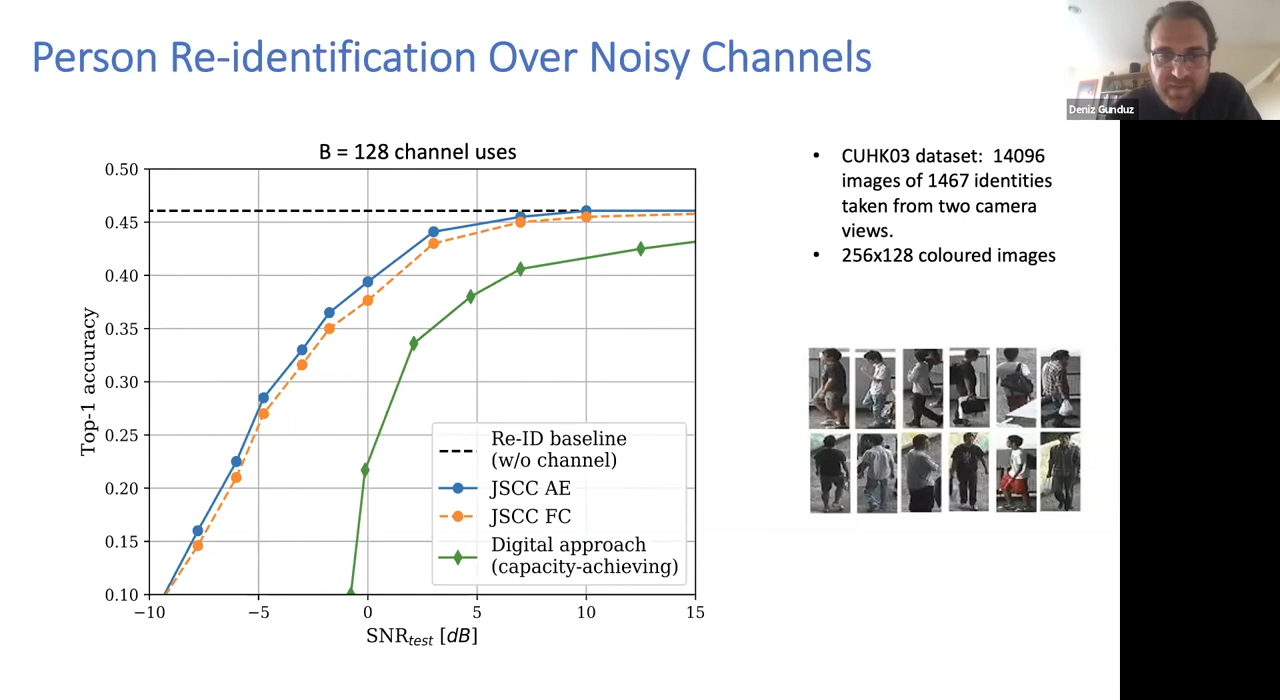 Person Re-identification Over Noisy Channels
Deniz Gunduz
B = 128 channel uses
0.50
0.45
0.40
0.35
0.30
0.25
0.20
0.15
0.10
Top-1 accuracy
−10
−5
0
5
10
15
SNRtest [dB]
Re-ID baseline
(w/o channel)
JSCC AE
JSCC FC
Digital approach
(capacity-achieving)
• CUHK03 dataset: 14096
images of 1467 identities
taken from two camera
views.
• 256x128 coloured images